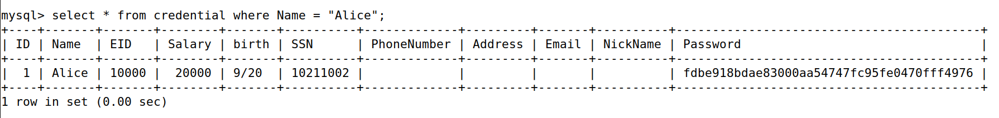 mysql> select * from credential where Name = "Alice";
+----+-------+-------+--------+-------+----------+-------------+---------+-------+----------+------------------------------------------+
| ID | Name  | EID   | Salary | birth | SSN      | PhoneNumber | Address | Email | NickName | Password                                 |
+----+-------+-------+--------+-------+----------+-------------+---------+-------+----------+------------------------------------------+
|  1 | Alice | 10000 |  20000 | 9/20  | 10211002 |             |         |       |          | fdbe918bdae83000aa54747fc95fe0470fff4976 |
+----+-------+-------+--------+-------+----------+-------------+---------+-------+----------+------------------------------------------+
1 row in set (0.00 sec)